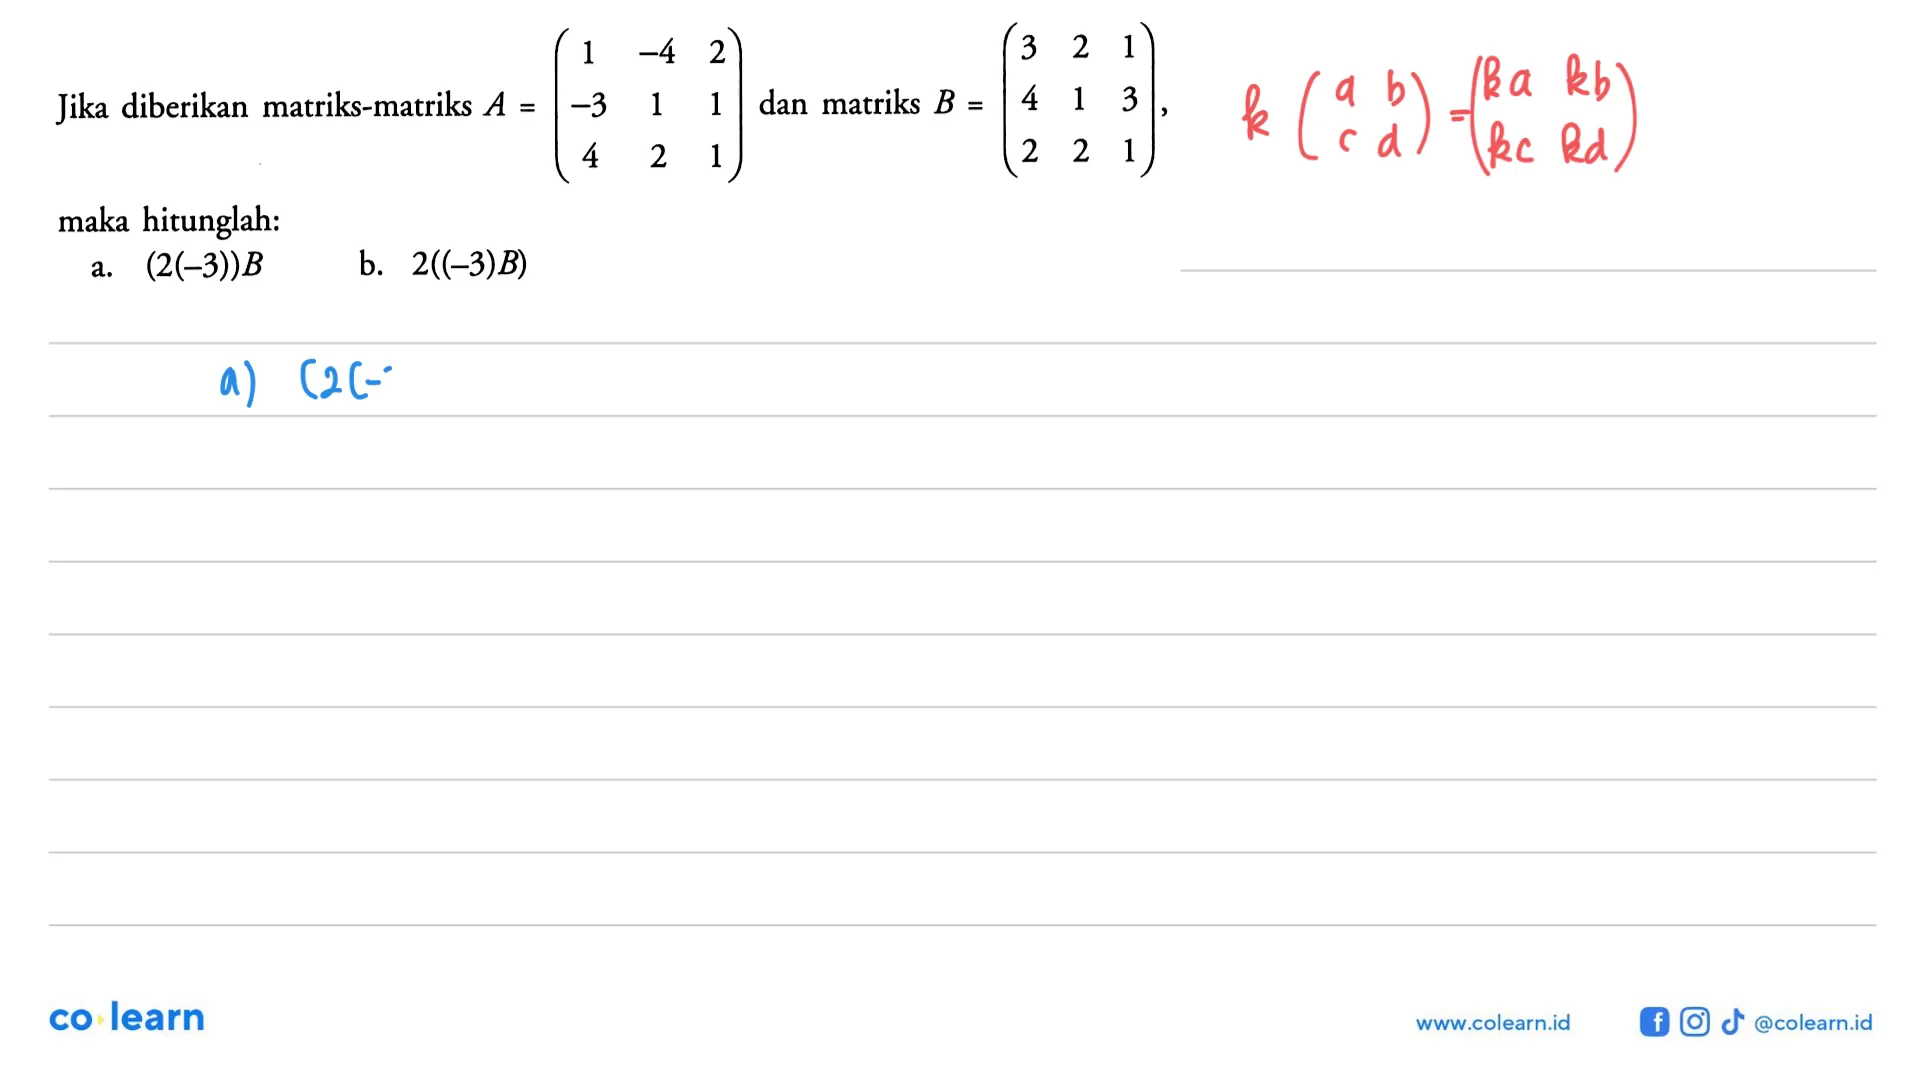 Jika diberikan matriks-matriks A = ( 1 –4 2 ; –3 1 1 ; 4 2 1 ) dan matriks B = ( 3 2 1 ; 4 1 3 ; 2 2 1 ),
k ( a b ; c d ) = ( ka kb ; kc kd )
maka hitunglah:
a. (2(–3))B b. 2((–3)B)
a) (2(-
co learn
www.colearn.id
@colearn.id